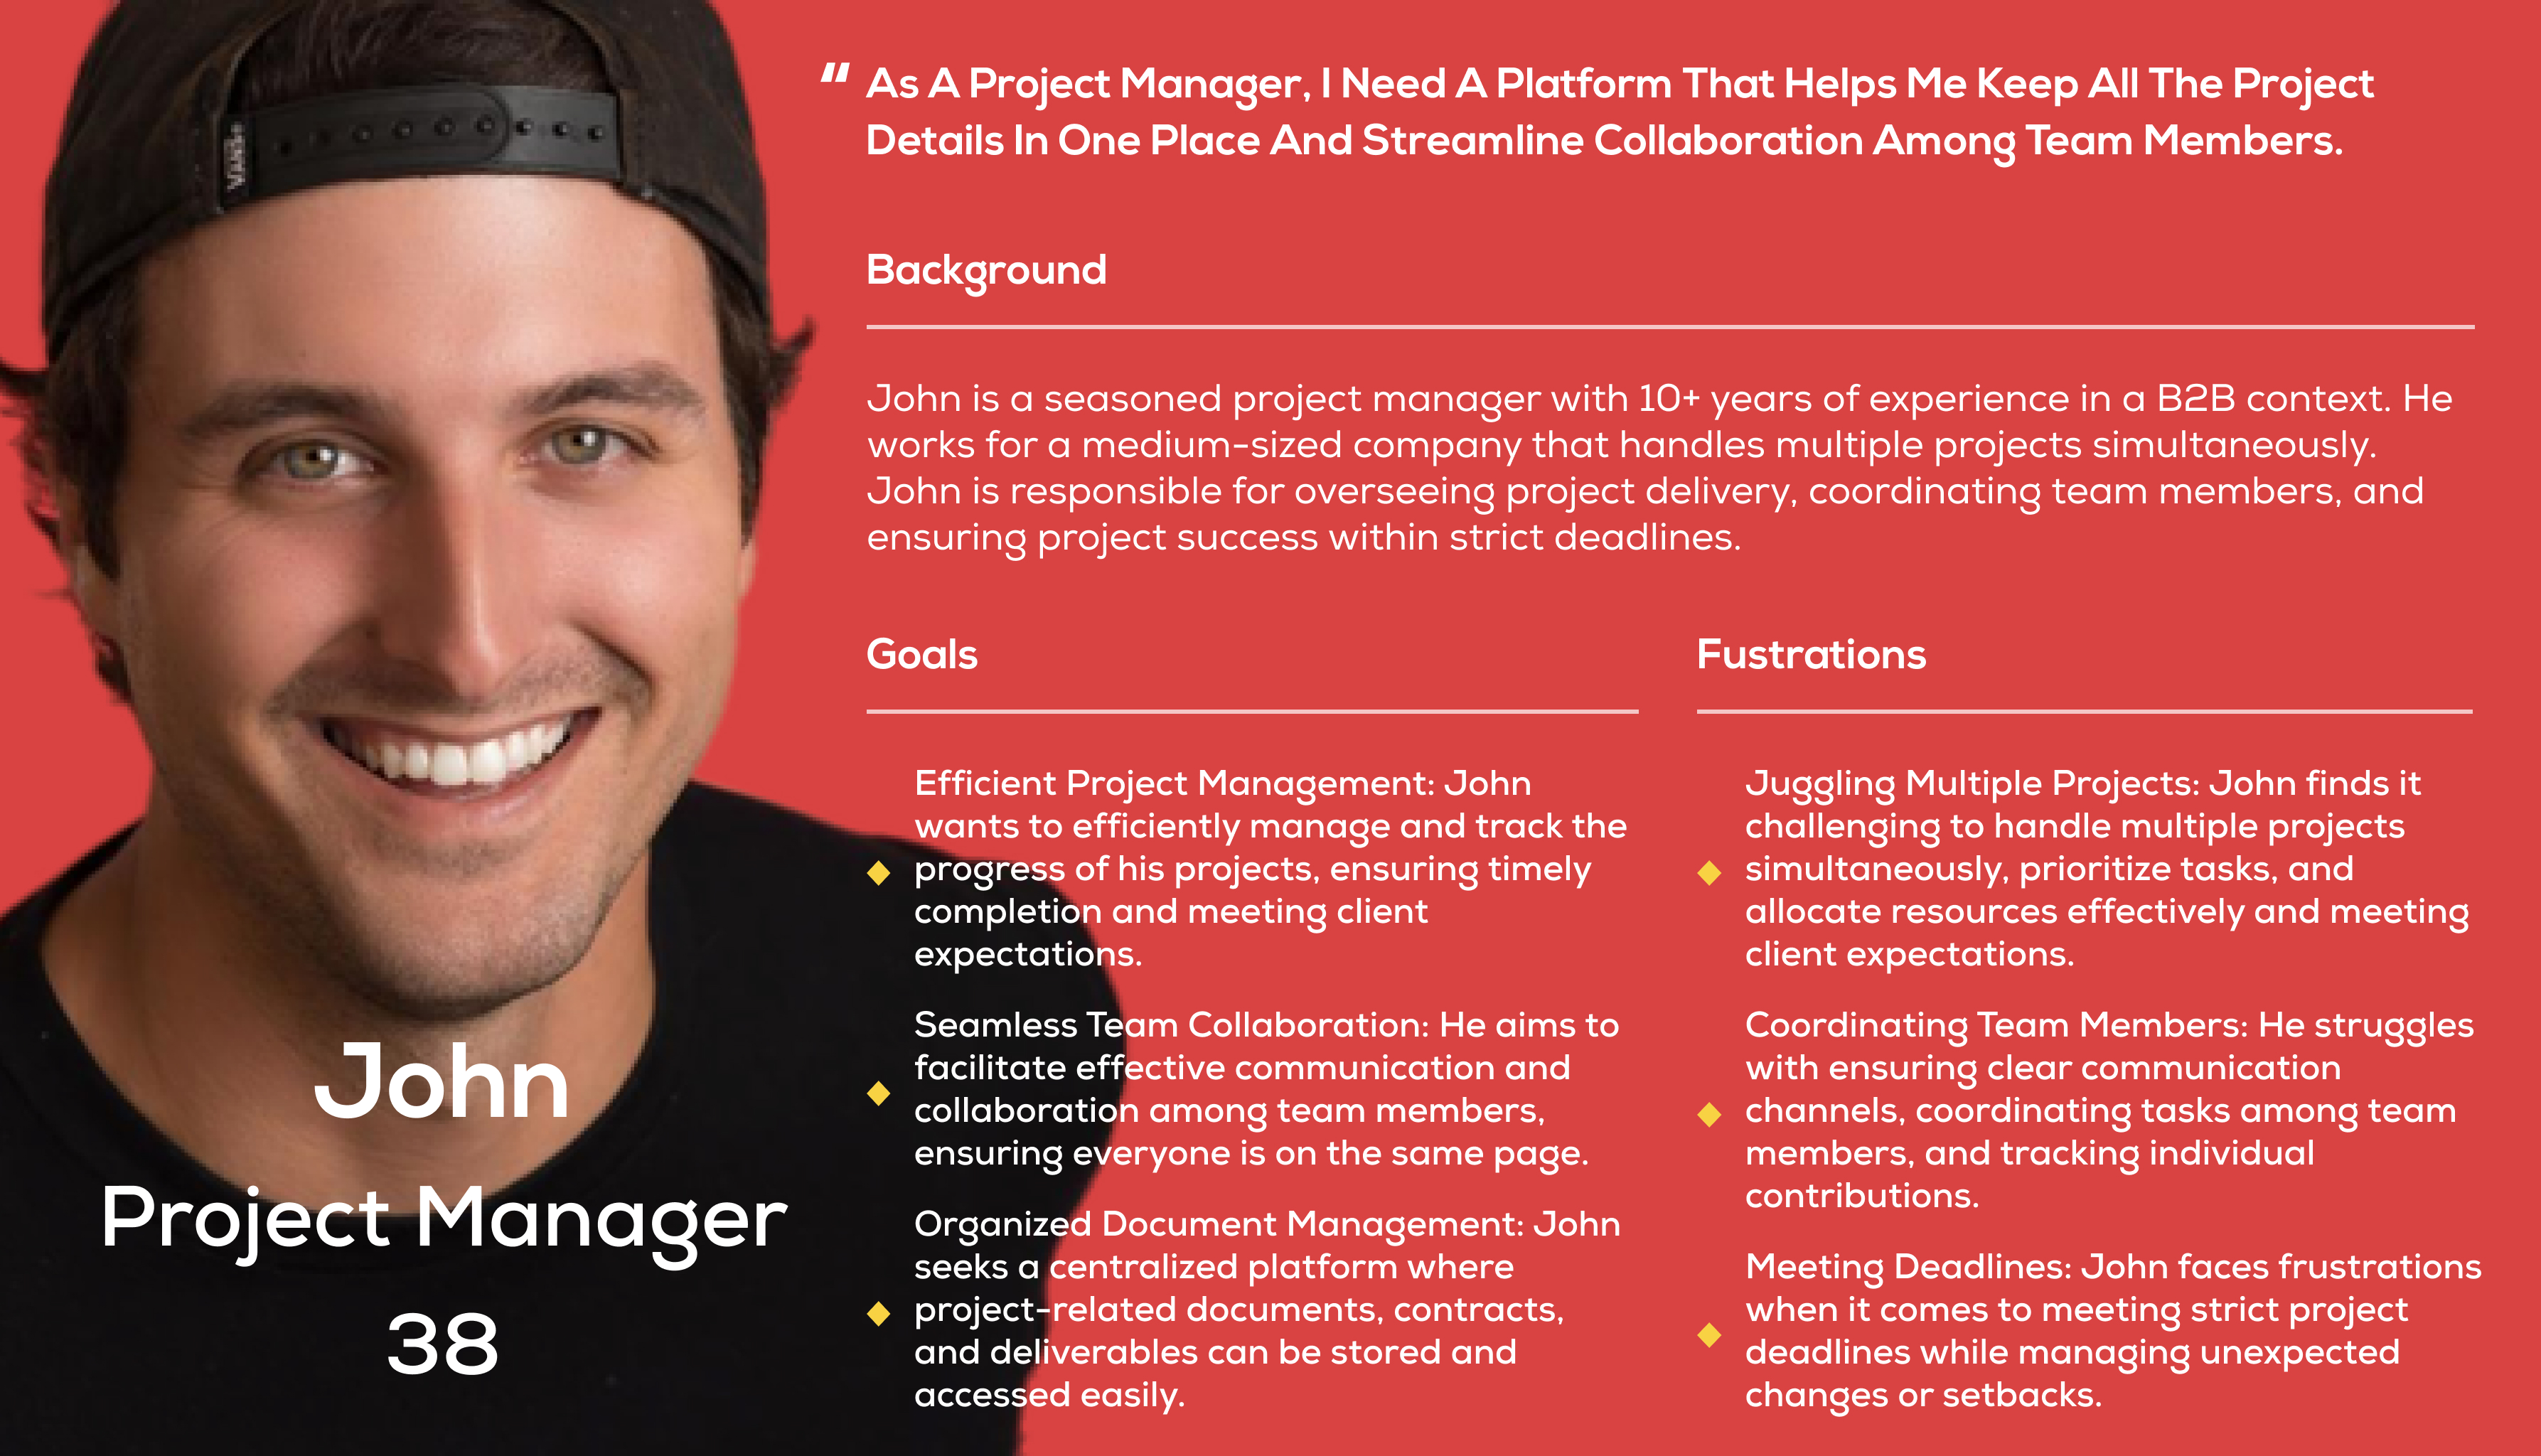 " As A Project Manager, I Need A Platform That Helps Me Keep All The Project
Details In One Place And Streamline Collaboration Among Team Members.
Background
John is a seasoned project manager with 10+ years of experience in a B2B context. He
works for a medium-sized company that handles multiple projects simultaneously.
John is responsible for overseeing project delivery, coordinating team members, and
ensuring project success within strict deadlines.
Goals
Efficient Project Management: John
wants to efficiently manage and track the
progress of his projects, ensuring timely
completion and meeting client
expectations.
Seamless Team Collaboration: He aims to
facilitate effective communication and
collaboration among team members,
ensuring everyone is on the same page.
Organized Document Management: John
seeks a centralized platform where
project-related documents, contracts,
and deliverables can be stored and
accessed easily.
Fustrations
Juggling Multiple Projects: John finds it
challenging to handle multiple projects
simultaneously, prioritize tasks, and
allocate resources effectively and meeting
client expectations.
Coordinating Team Members: He struggles
with ensuring clear communication
channels, coordinating tasks among team
members, and tracking individual
contributions.
Meeting Deadlines: John faces frustrations
when it comes to meeting strict project
deadlines while managing unexpected
changes or setbacks.
John
Project Manager
38